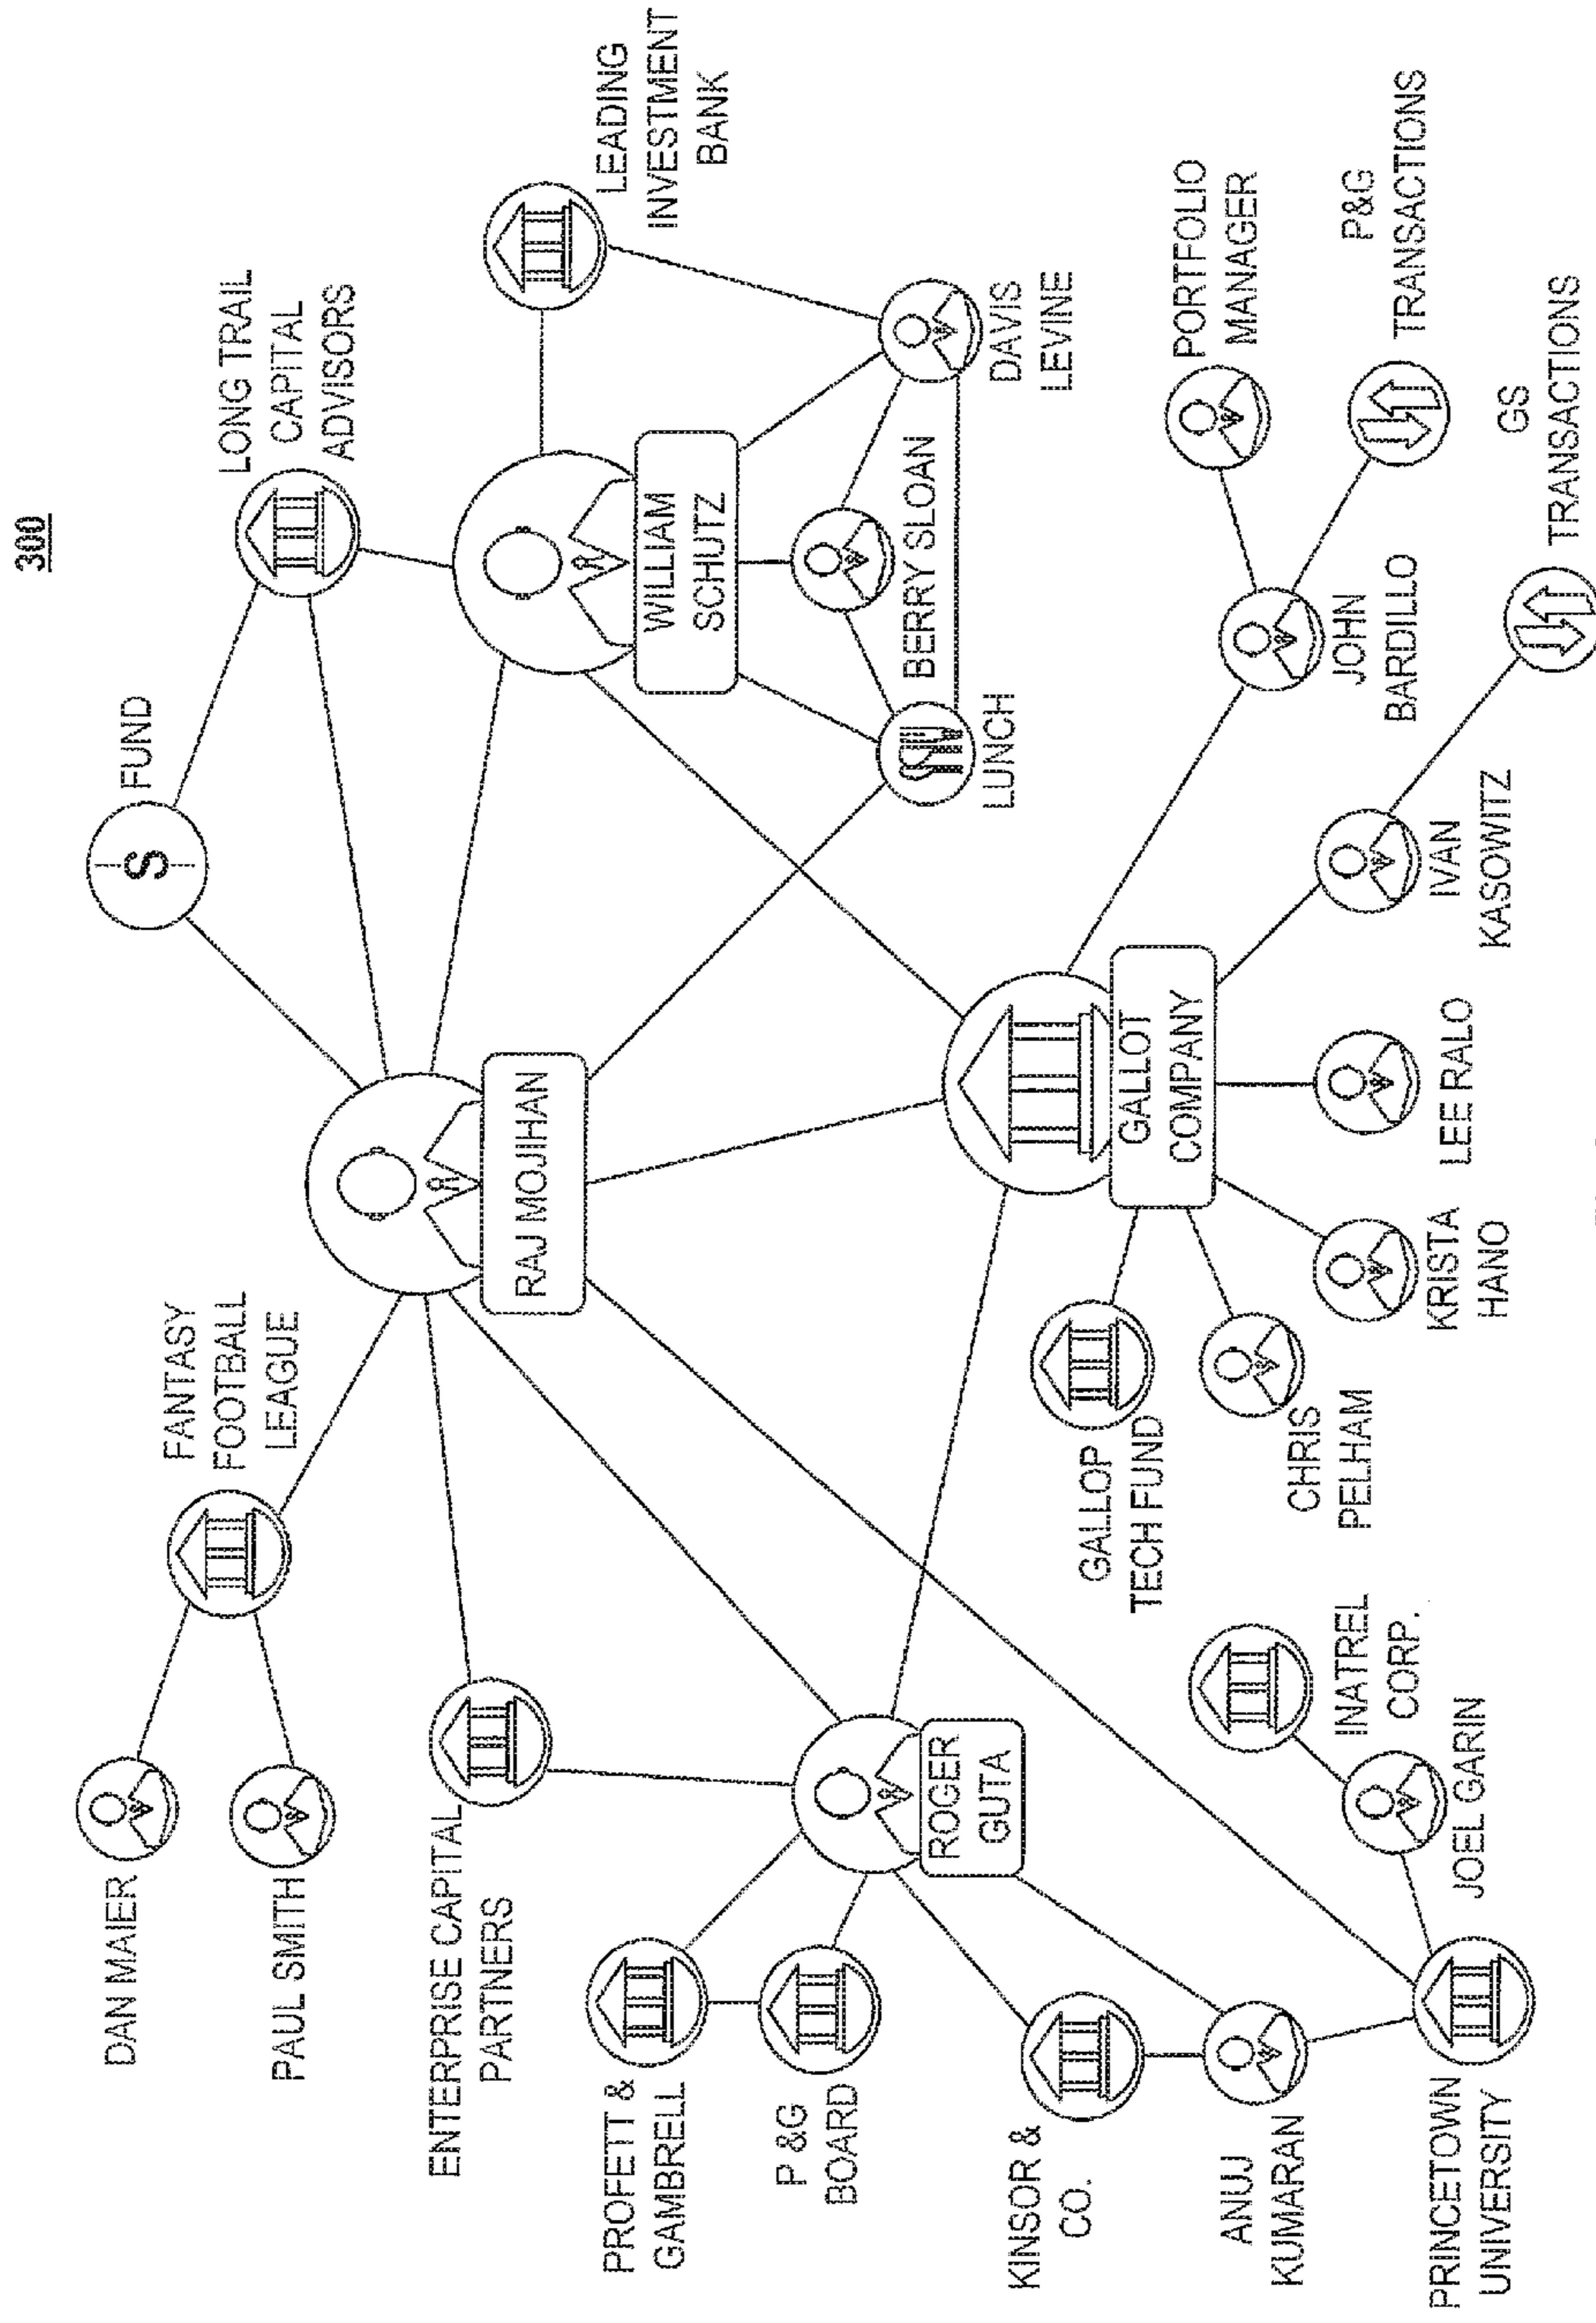 300
DAN MAIER
PAUL SMITH
FANTASY
FOOTBALL
LEAGUE
FUND
LONG TRAIL
CAPITAL
ADVISORS
ENTERPRISE CAPITAL
PARTNERS
RAJ MOJIHAN
WILLIAM
SCHUTZ
LEADING
INVESTMENT
BANK
PROFETT &
GAMBRELL
P &G
BOARD
ROGER
GUTA
BERRY SLOAN
LUNCH
DAVIS
LEVINE
KINSOR &
CO.
ANUJ
KUMARAN
PRINCETOWN
UNIVERSITY
INATREL
CORP.
JOEL GARIN
GALLOP
TECH FUND
GALLOT
COMPANY
CHRIS
PELHAM
KRISTA
HANO
LEE RALO
IVAN
KASOWITZ
JOHN
BARDILLO
PORTFOLIO
MANAGER
P&G
TRANSACTIONS
GS
TRANSACTIONS